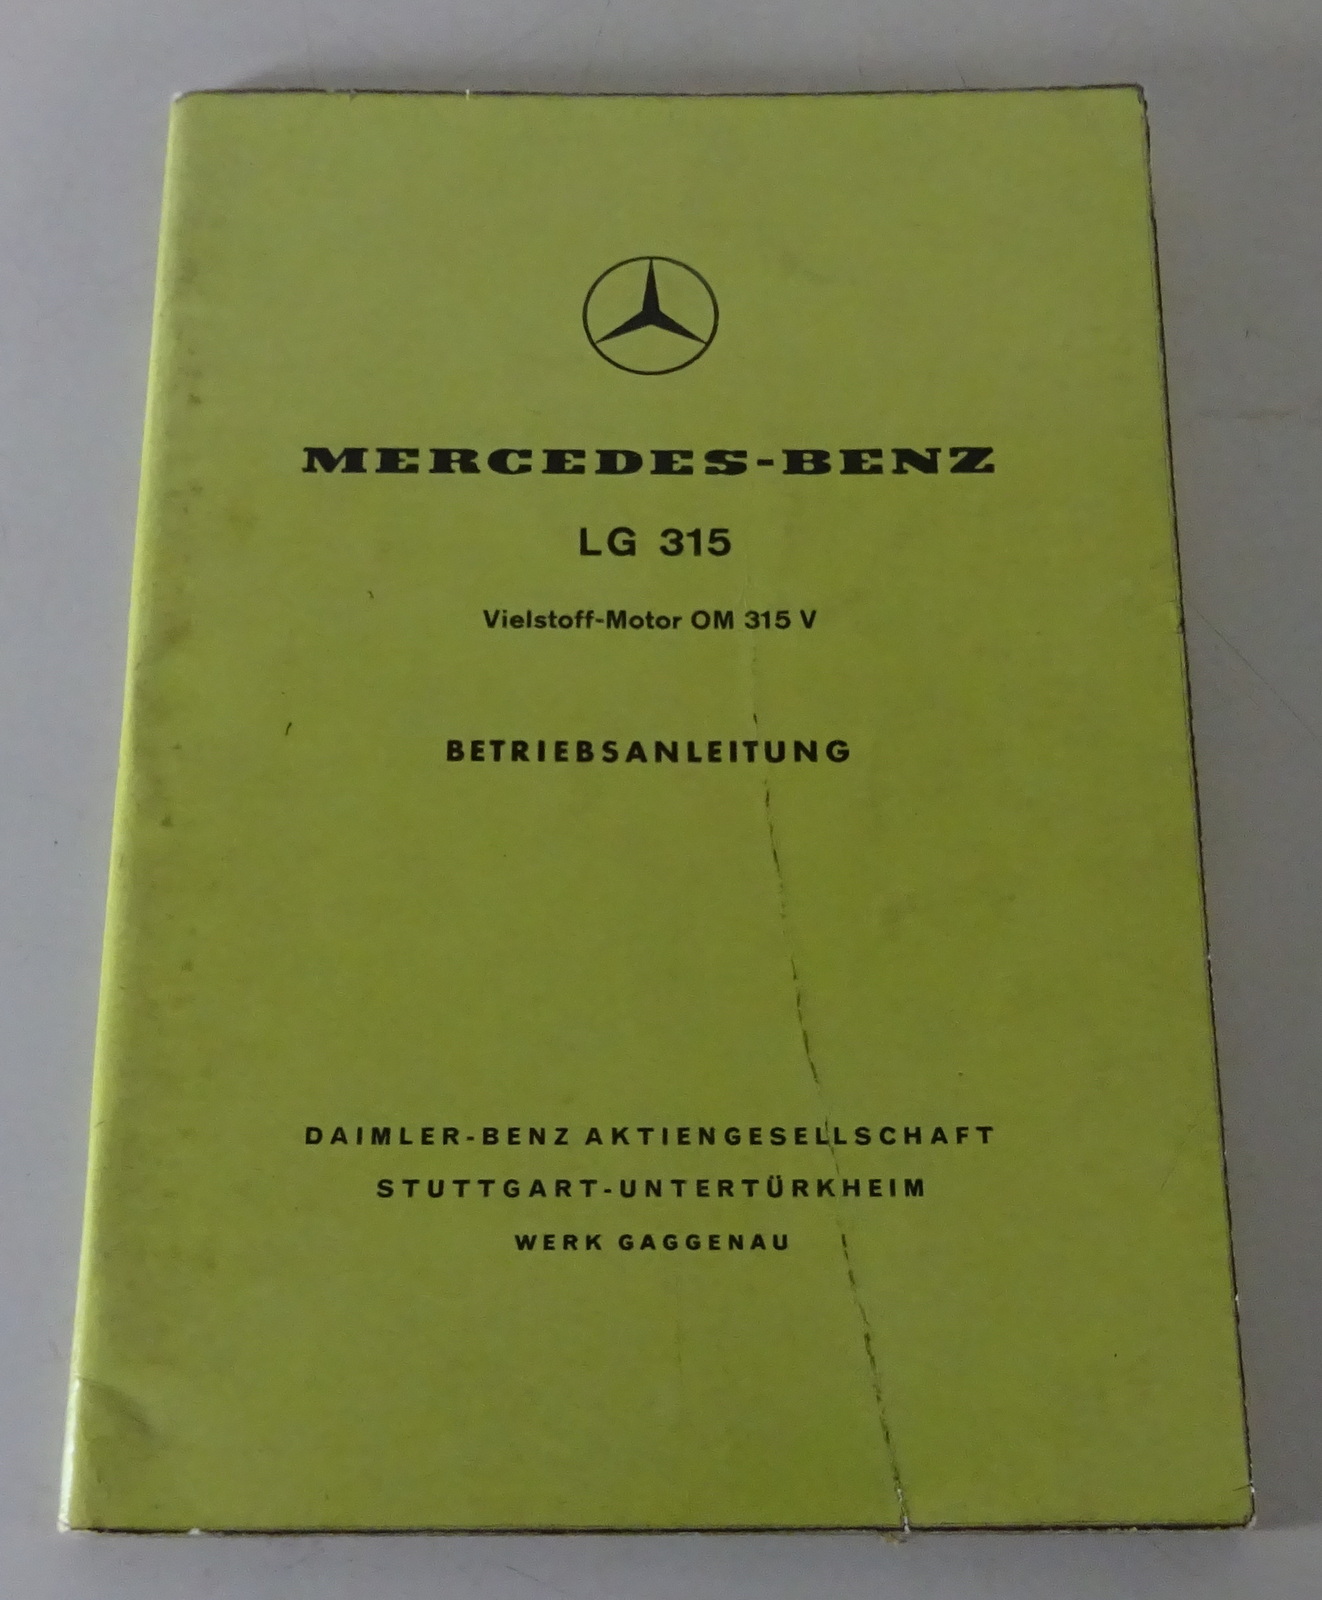 MERCEDES-BENZ
LG 315
Vielstoff-Motor OM 315 V
BETRIEBSANLEITUNG
DAIMLER-BENZ AKTIENGESELLSCHAFT
STUTTGART-UNTERTÜRKHEIM
WERK GAGGENAU